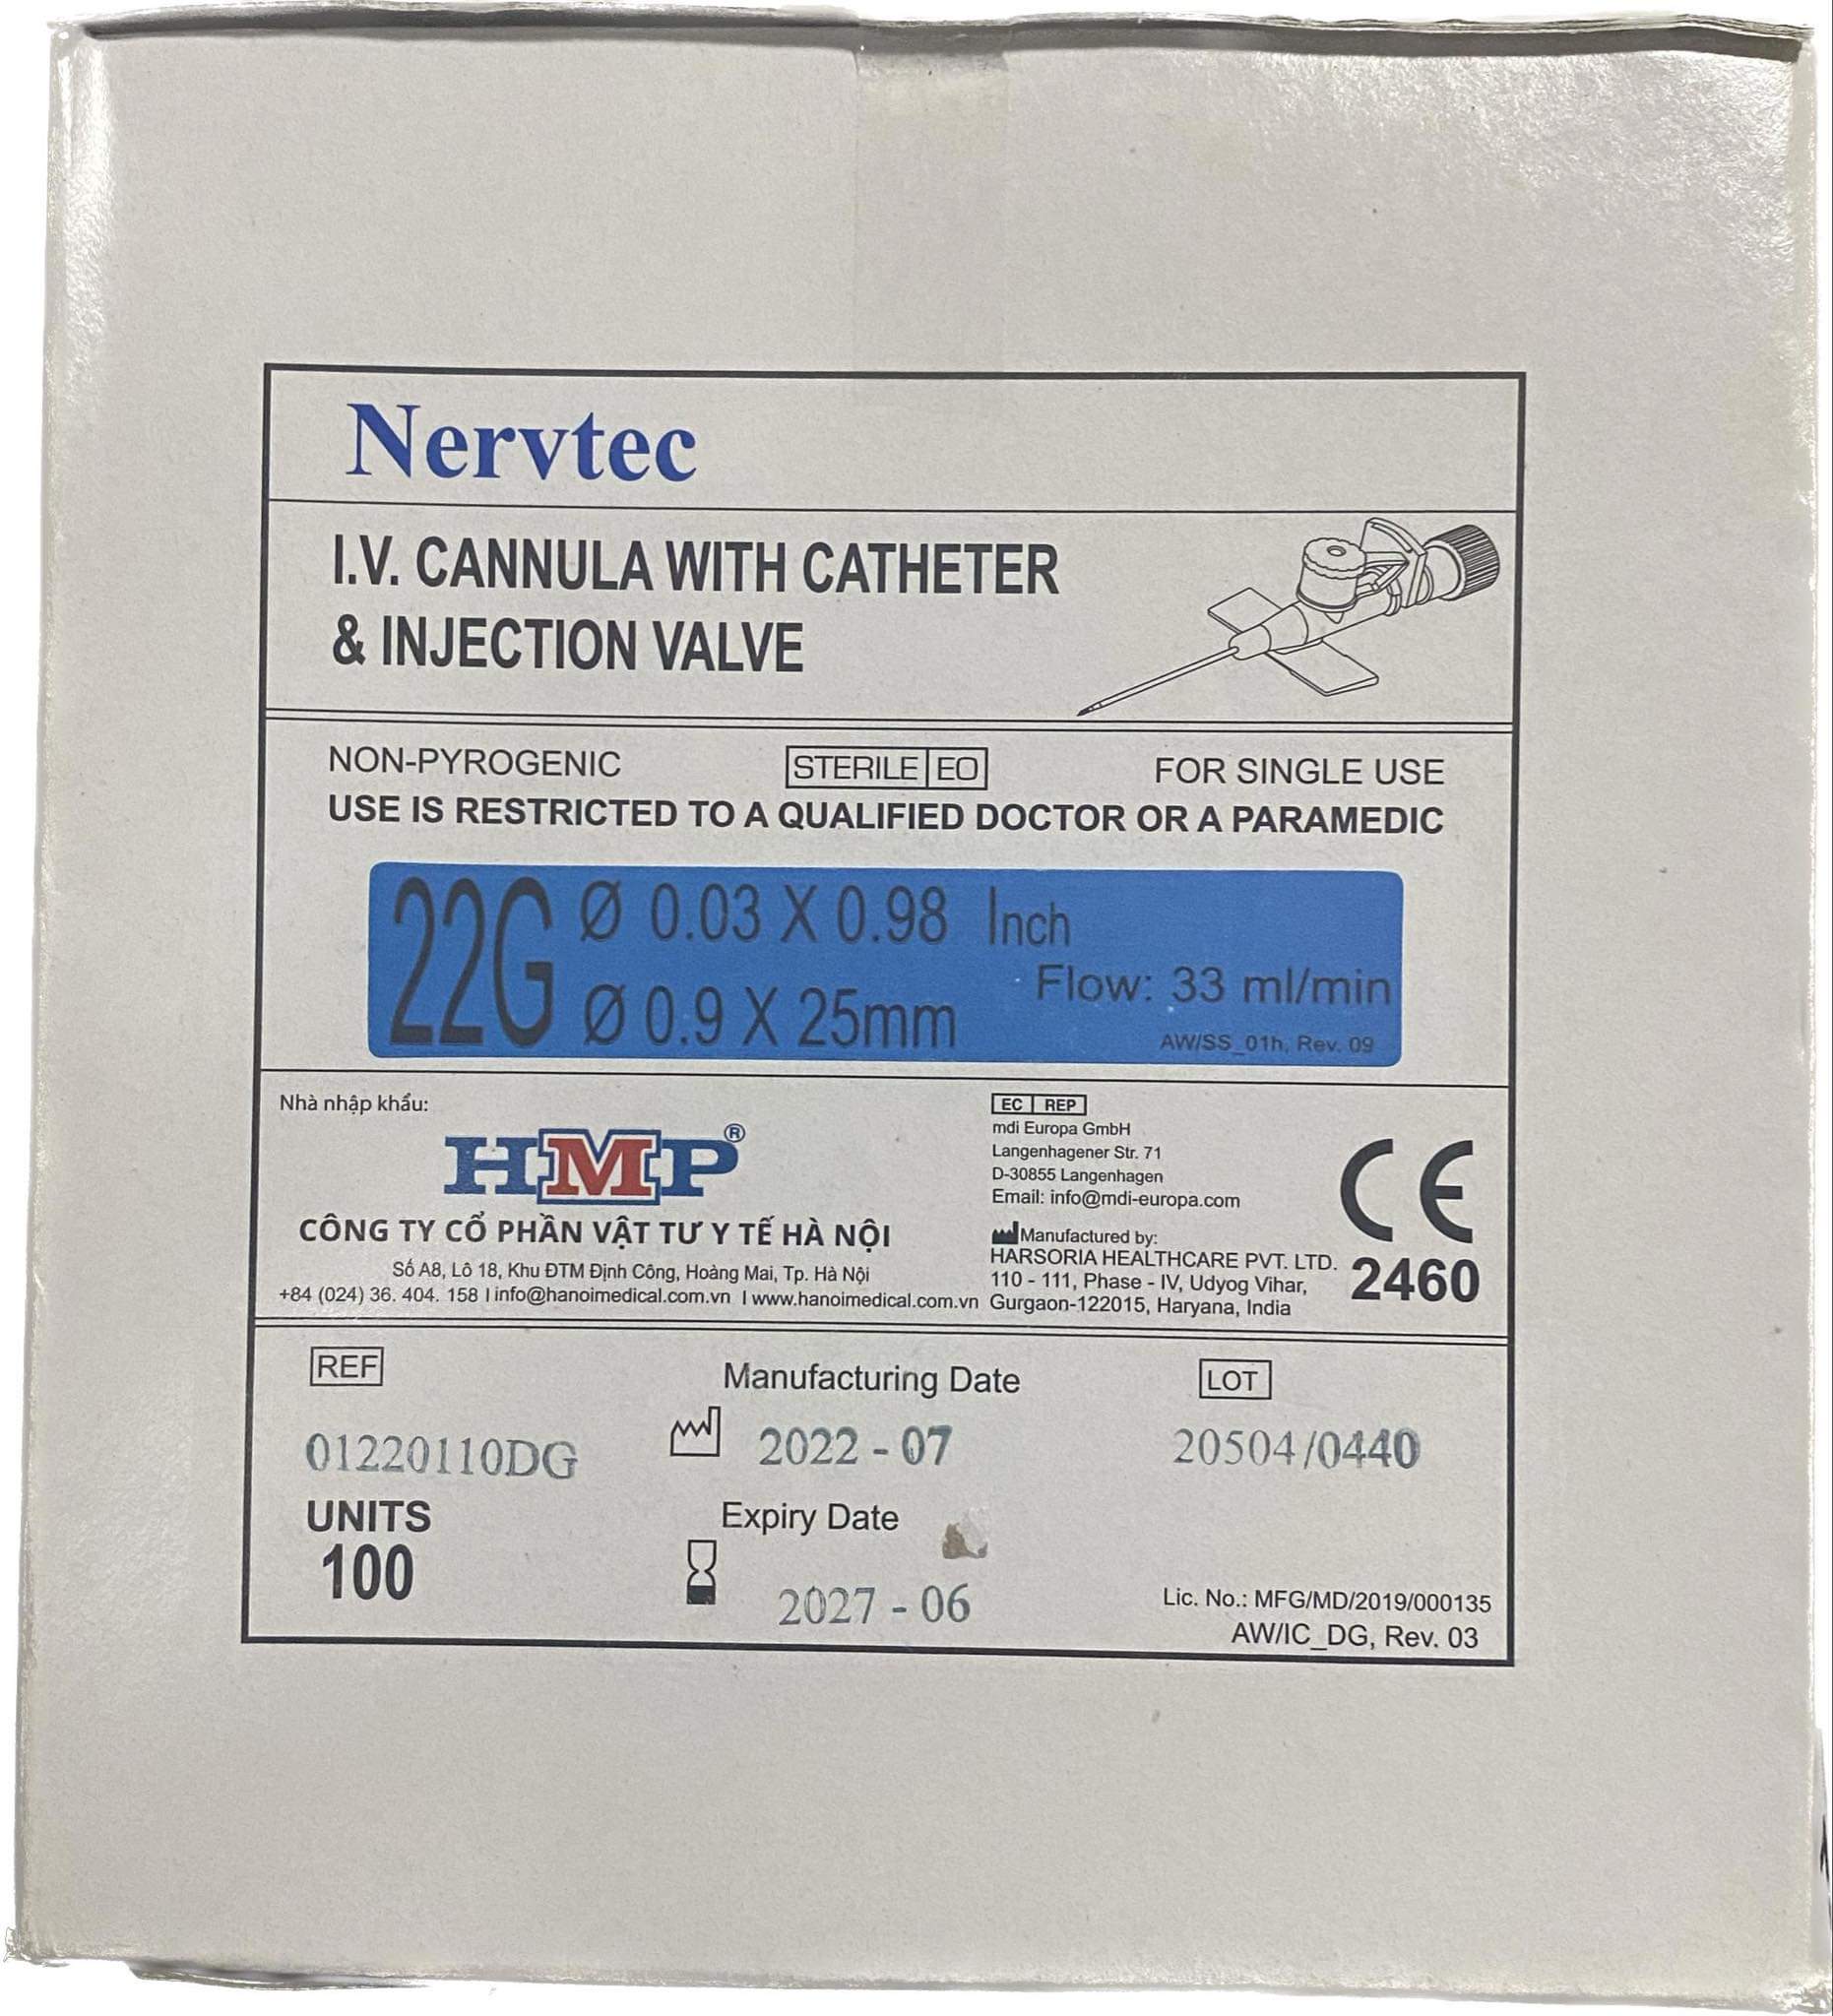 Nervtec
I.V. CANNULA WITH CATHETER
& INJECTION VALVE
NON-PYROGENIC STERILE EO FOR SINGLE USE
USE IS RESTRICTED TO A QUALIFIED DOCTOR OR A PARAMEDIC
22G
Ø 0.03 X 0.98 Inch
Ø 0.9 X 25mm
Flow: 33 ml/min
AW/SS_01h, Rev. 09
Nhà nhập khẩu:
HMP®
CÔNG TY CỔ PHẦN VẬT TƯ Y TẾ HÀ NỘI
Số A8, Lô 18, Khu ĐTM Định Công, Hoàng Mai, Tp. Hà Nội
+84 (024) 36. 404. 158 I info@hanoimedical.com.vn I www.hanoimedical.com.vn
EC REP
mdi Europa GmbH
Langenhagener Str. 71
D-30855 Langenhagen
Email: info@mdi-europa.com
Manufactured by:
HARSORIA HEALTHCARE PVT. LTD.
110 - 111, Phase - IV, Udyog Vihar,
Gurgaon-122015, Haryana, India
CE
2460
REF
01220110DG
UNITS
100
Manufacturing Date
2022 - 07
Expiry Date
2027 - 06
LOT
20504/0440
Lic. No.: MFG/MD/2019/000135
AW/IC_DG, Rev. 03